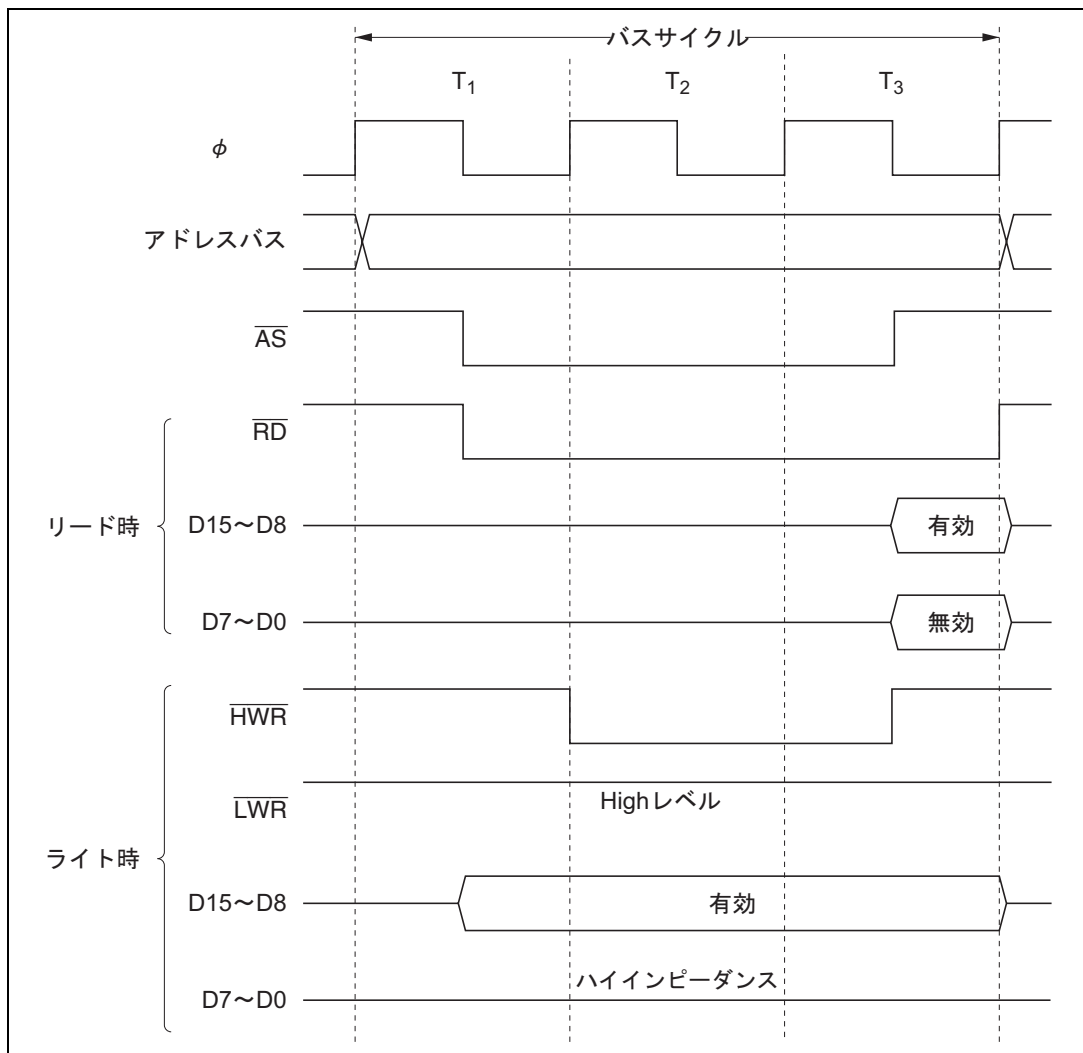 バスサイクル
T1 T2 T3
φ
アドレスバス
AS
RD
リード時
D15～D8 有効
D7～D0 無効
HWR
LWR Highレベル
ライト時
D15～D8 有効
D7～D0 ハイインピーダンス